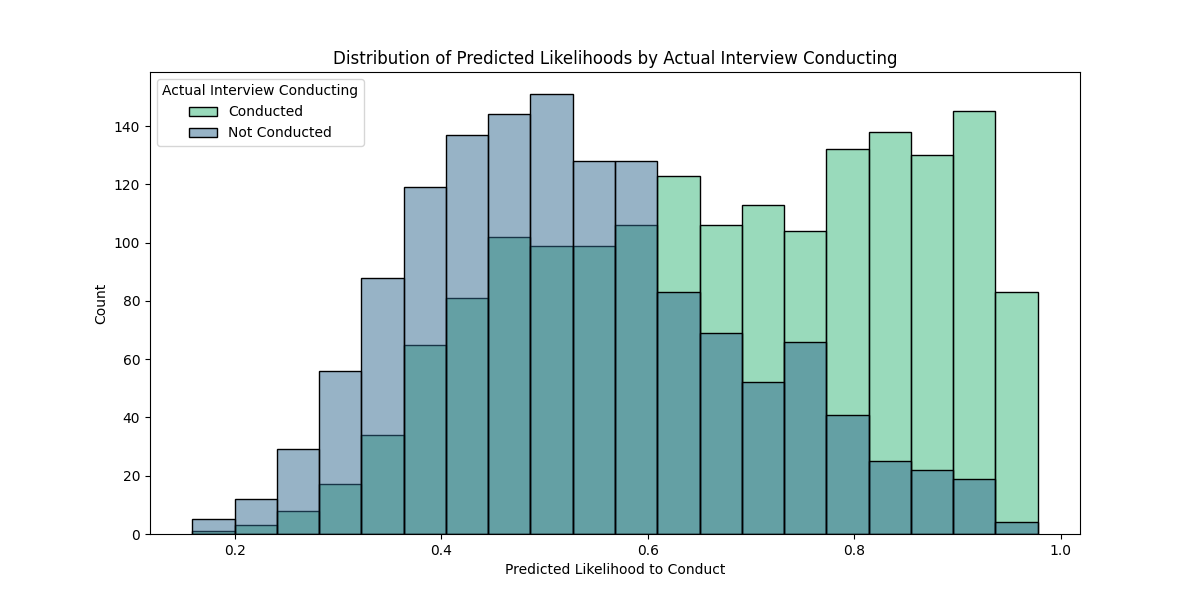 Distribution of Predicted Likelihoods by Actual Interview Conducting
Actual Interview Conducting
Conducted
Not Conducted
140
120
100
80
60
40
20
0
Count
0.2 0.4 0.6 0.8 1.0
Predicted Likelihood to Conduct